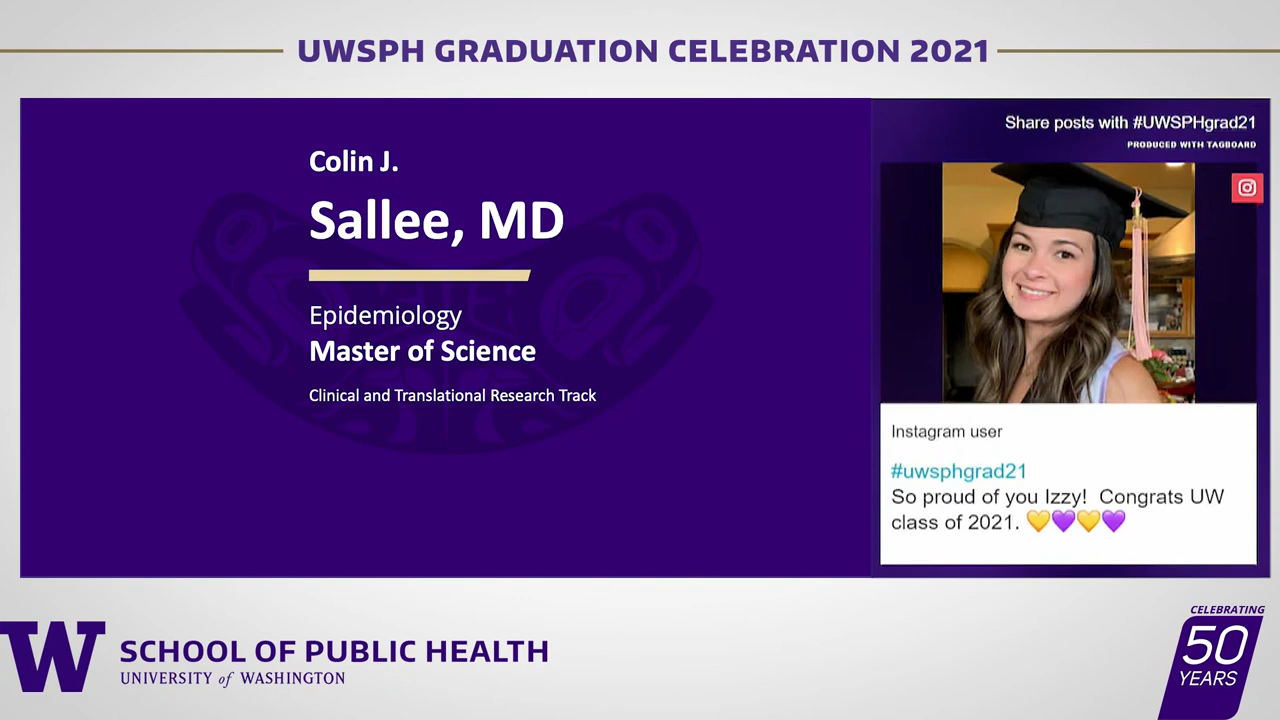 UWSPH GRADUATION CELEBRATION 2021
Colin J.
Sallee, MD
Epidemiology
Master of Science
Clinical and Translational Research Track
Share posts with #UWSPHgrad21
PRODUCED WITH TAGBOARD
Instagram user
#uwsphgrad21
So proud of you Izzy! Congrats UW
class of 2021. 💛💜💛💜
W SCHOOL OF PUBLIC HEALTH
UNIVERSITY of WASHINGTON
CELEBRATING
50
YEARS